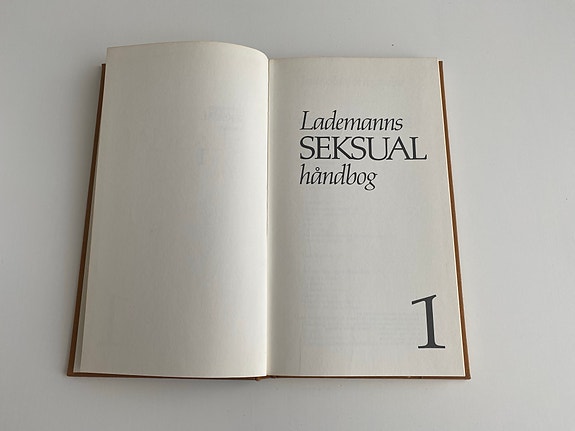 Lademanns
SEKSUAL
håndbog
1